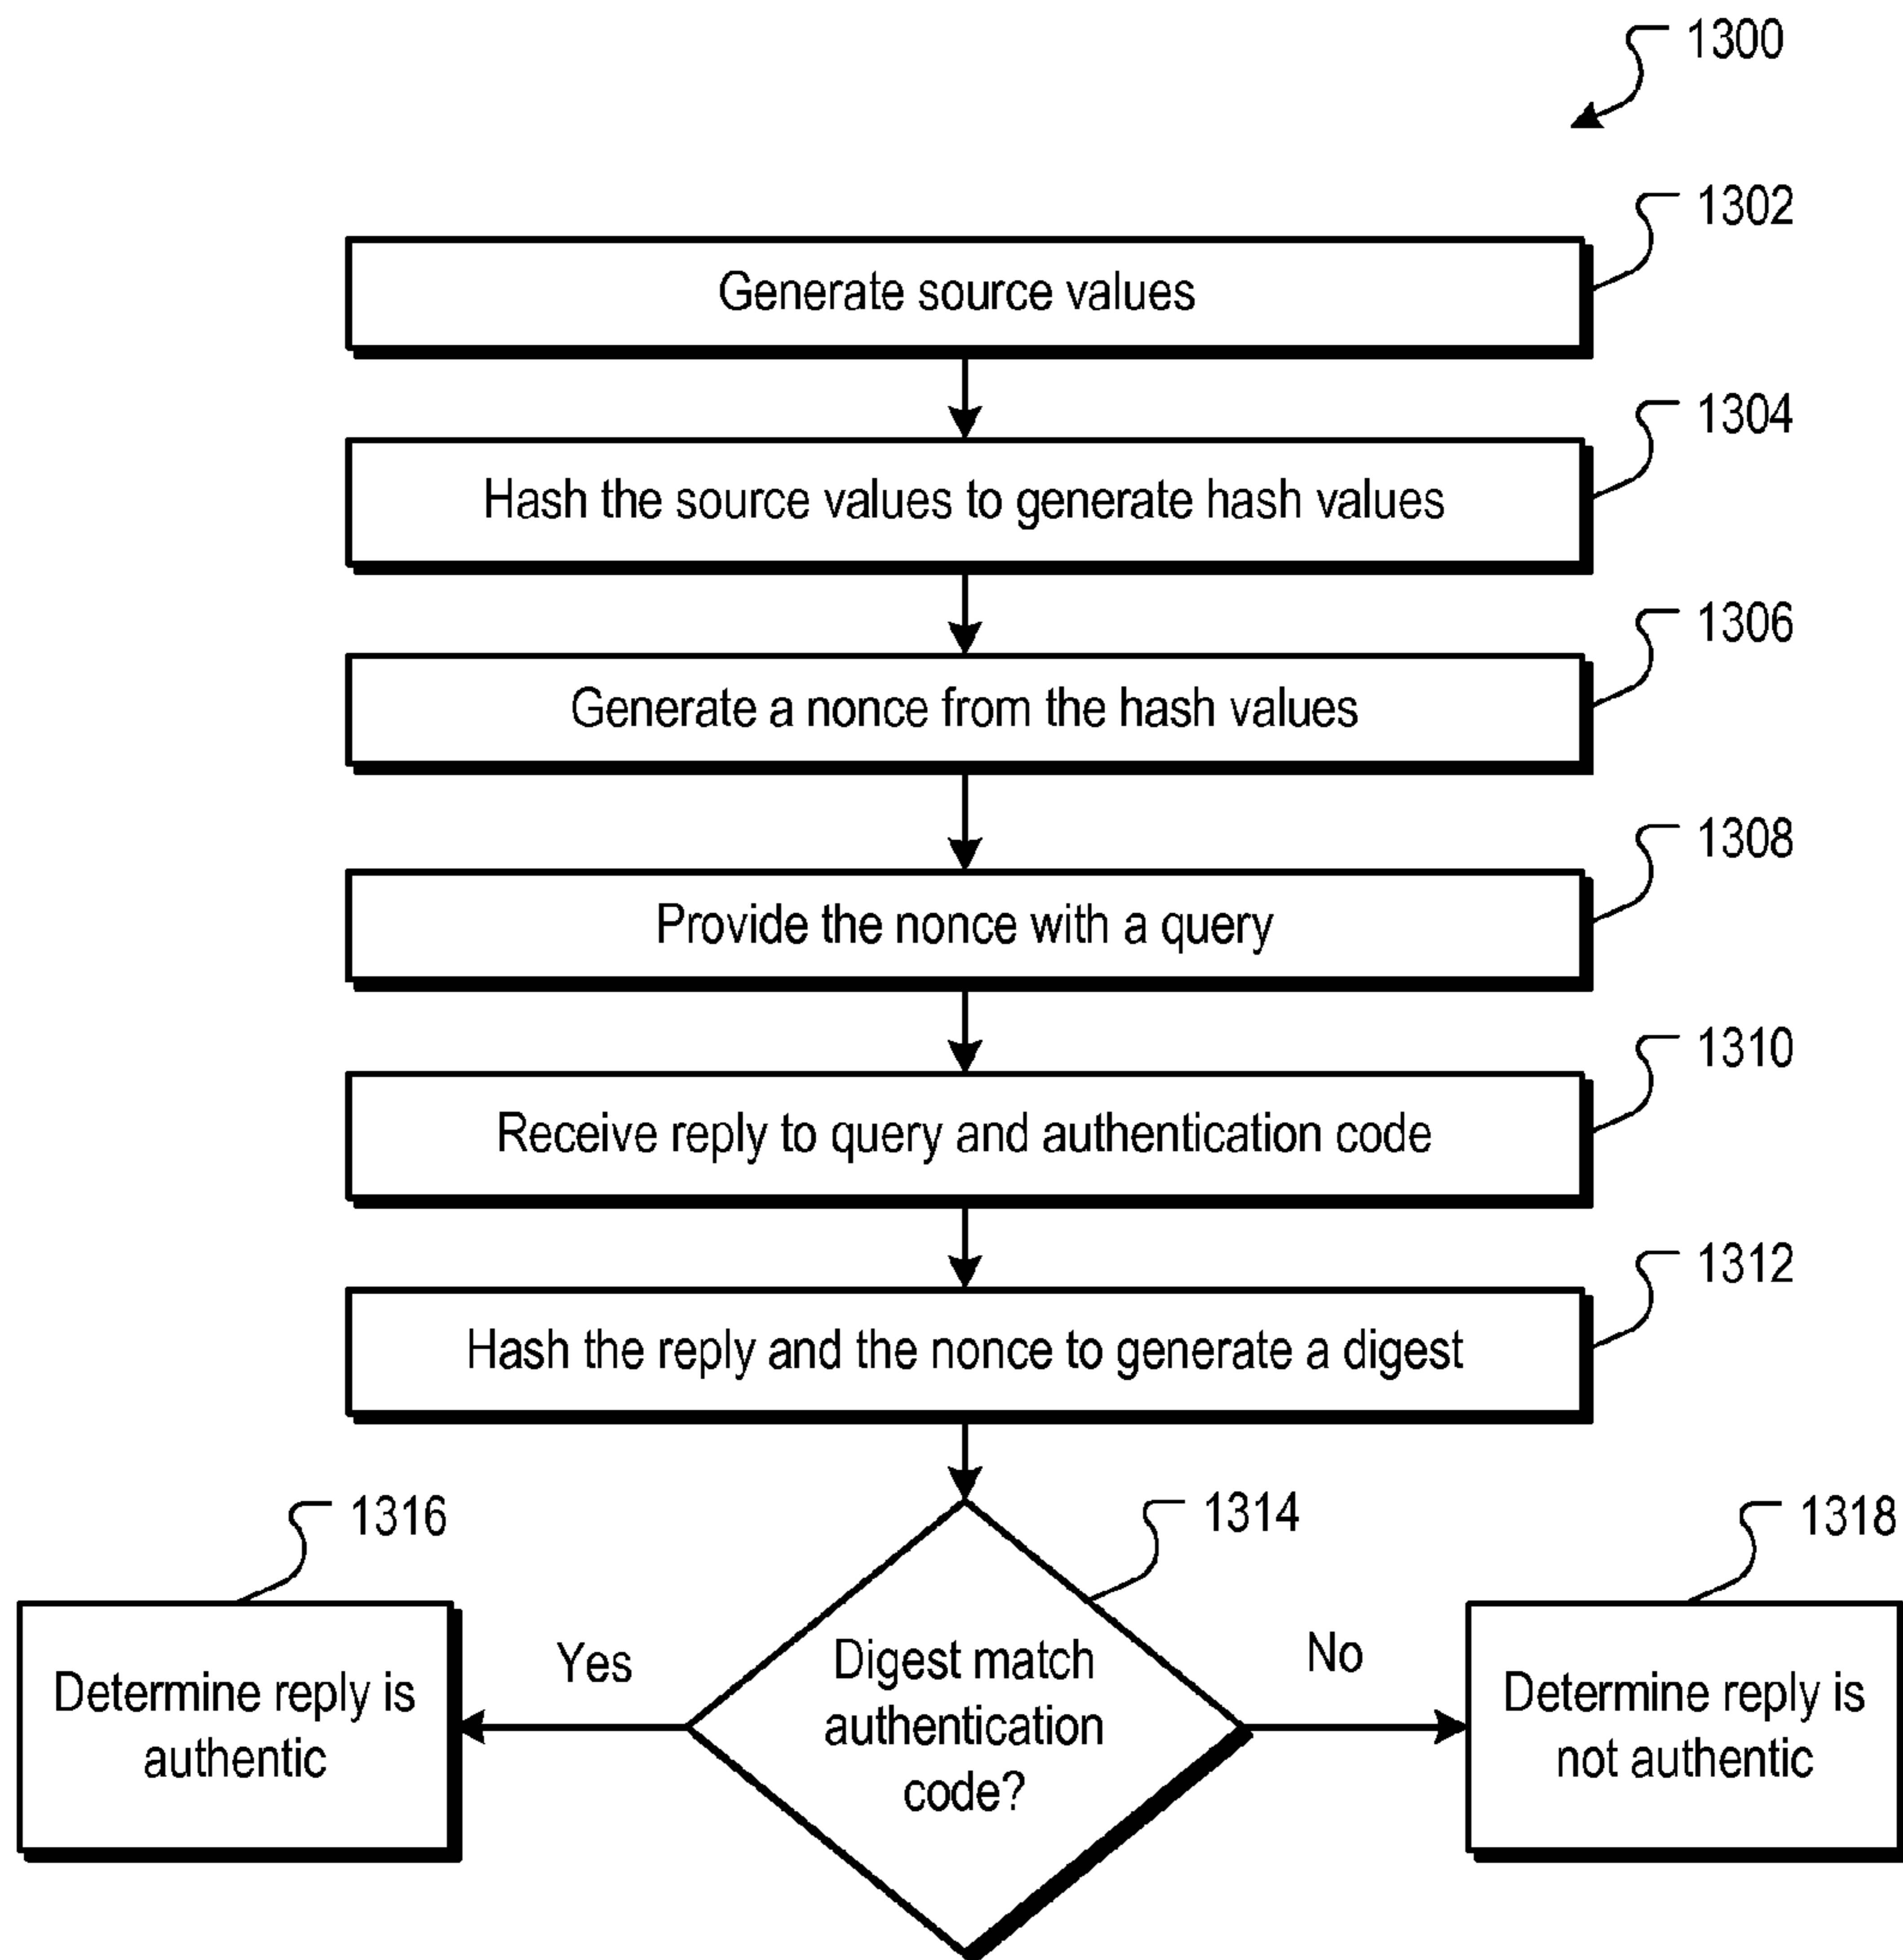 1300
1302
Generate source values
1304
Hash the source values to generate hash values
1306
Generate a nonce from the hash values
1308
Provide the nonce with a query
1310
Receive reply to query and authentication code
1312
Hash the reply and the nonce to generate a digest
1316
1314
1318
Yes
Digest match
authentication
code?
No
Determine reply is
authentic
Determine reply is
not authentic